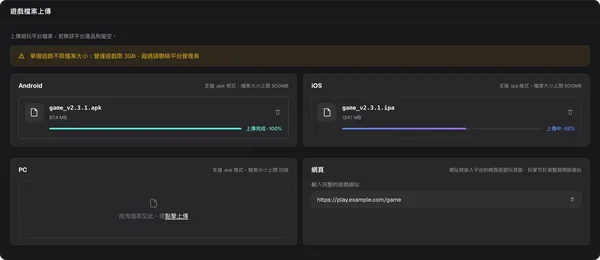 遊戲檔案上傳
上傳遊玩平台檔案，若無該平台產品則留空。
單機遊戲不限檔案大小；營運遊戲限 3GB，超過請聯絡平台管理員
Android
支援 .apk 格式，檔案大小上限 500MB
game_v2.3.1.apk
87.4 MB
上傳完成 · 100%
iOS
支援 .ipa 格式，檔案大小上限 500MB
game_v2.3.1.ipa
124.1 MB
上傳中 · 62%
PC
支援 .exe 格式，檔案大小上限 2GB
拖曳檔案至此，或點擊上傳
網頁
輸入完整的遊戲網址
https://play.example.com/game